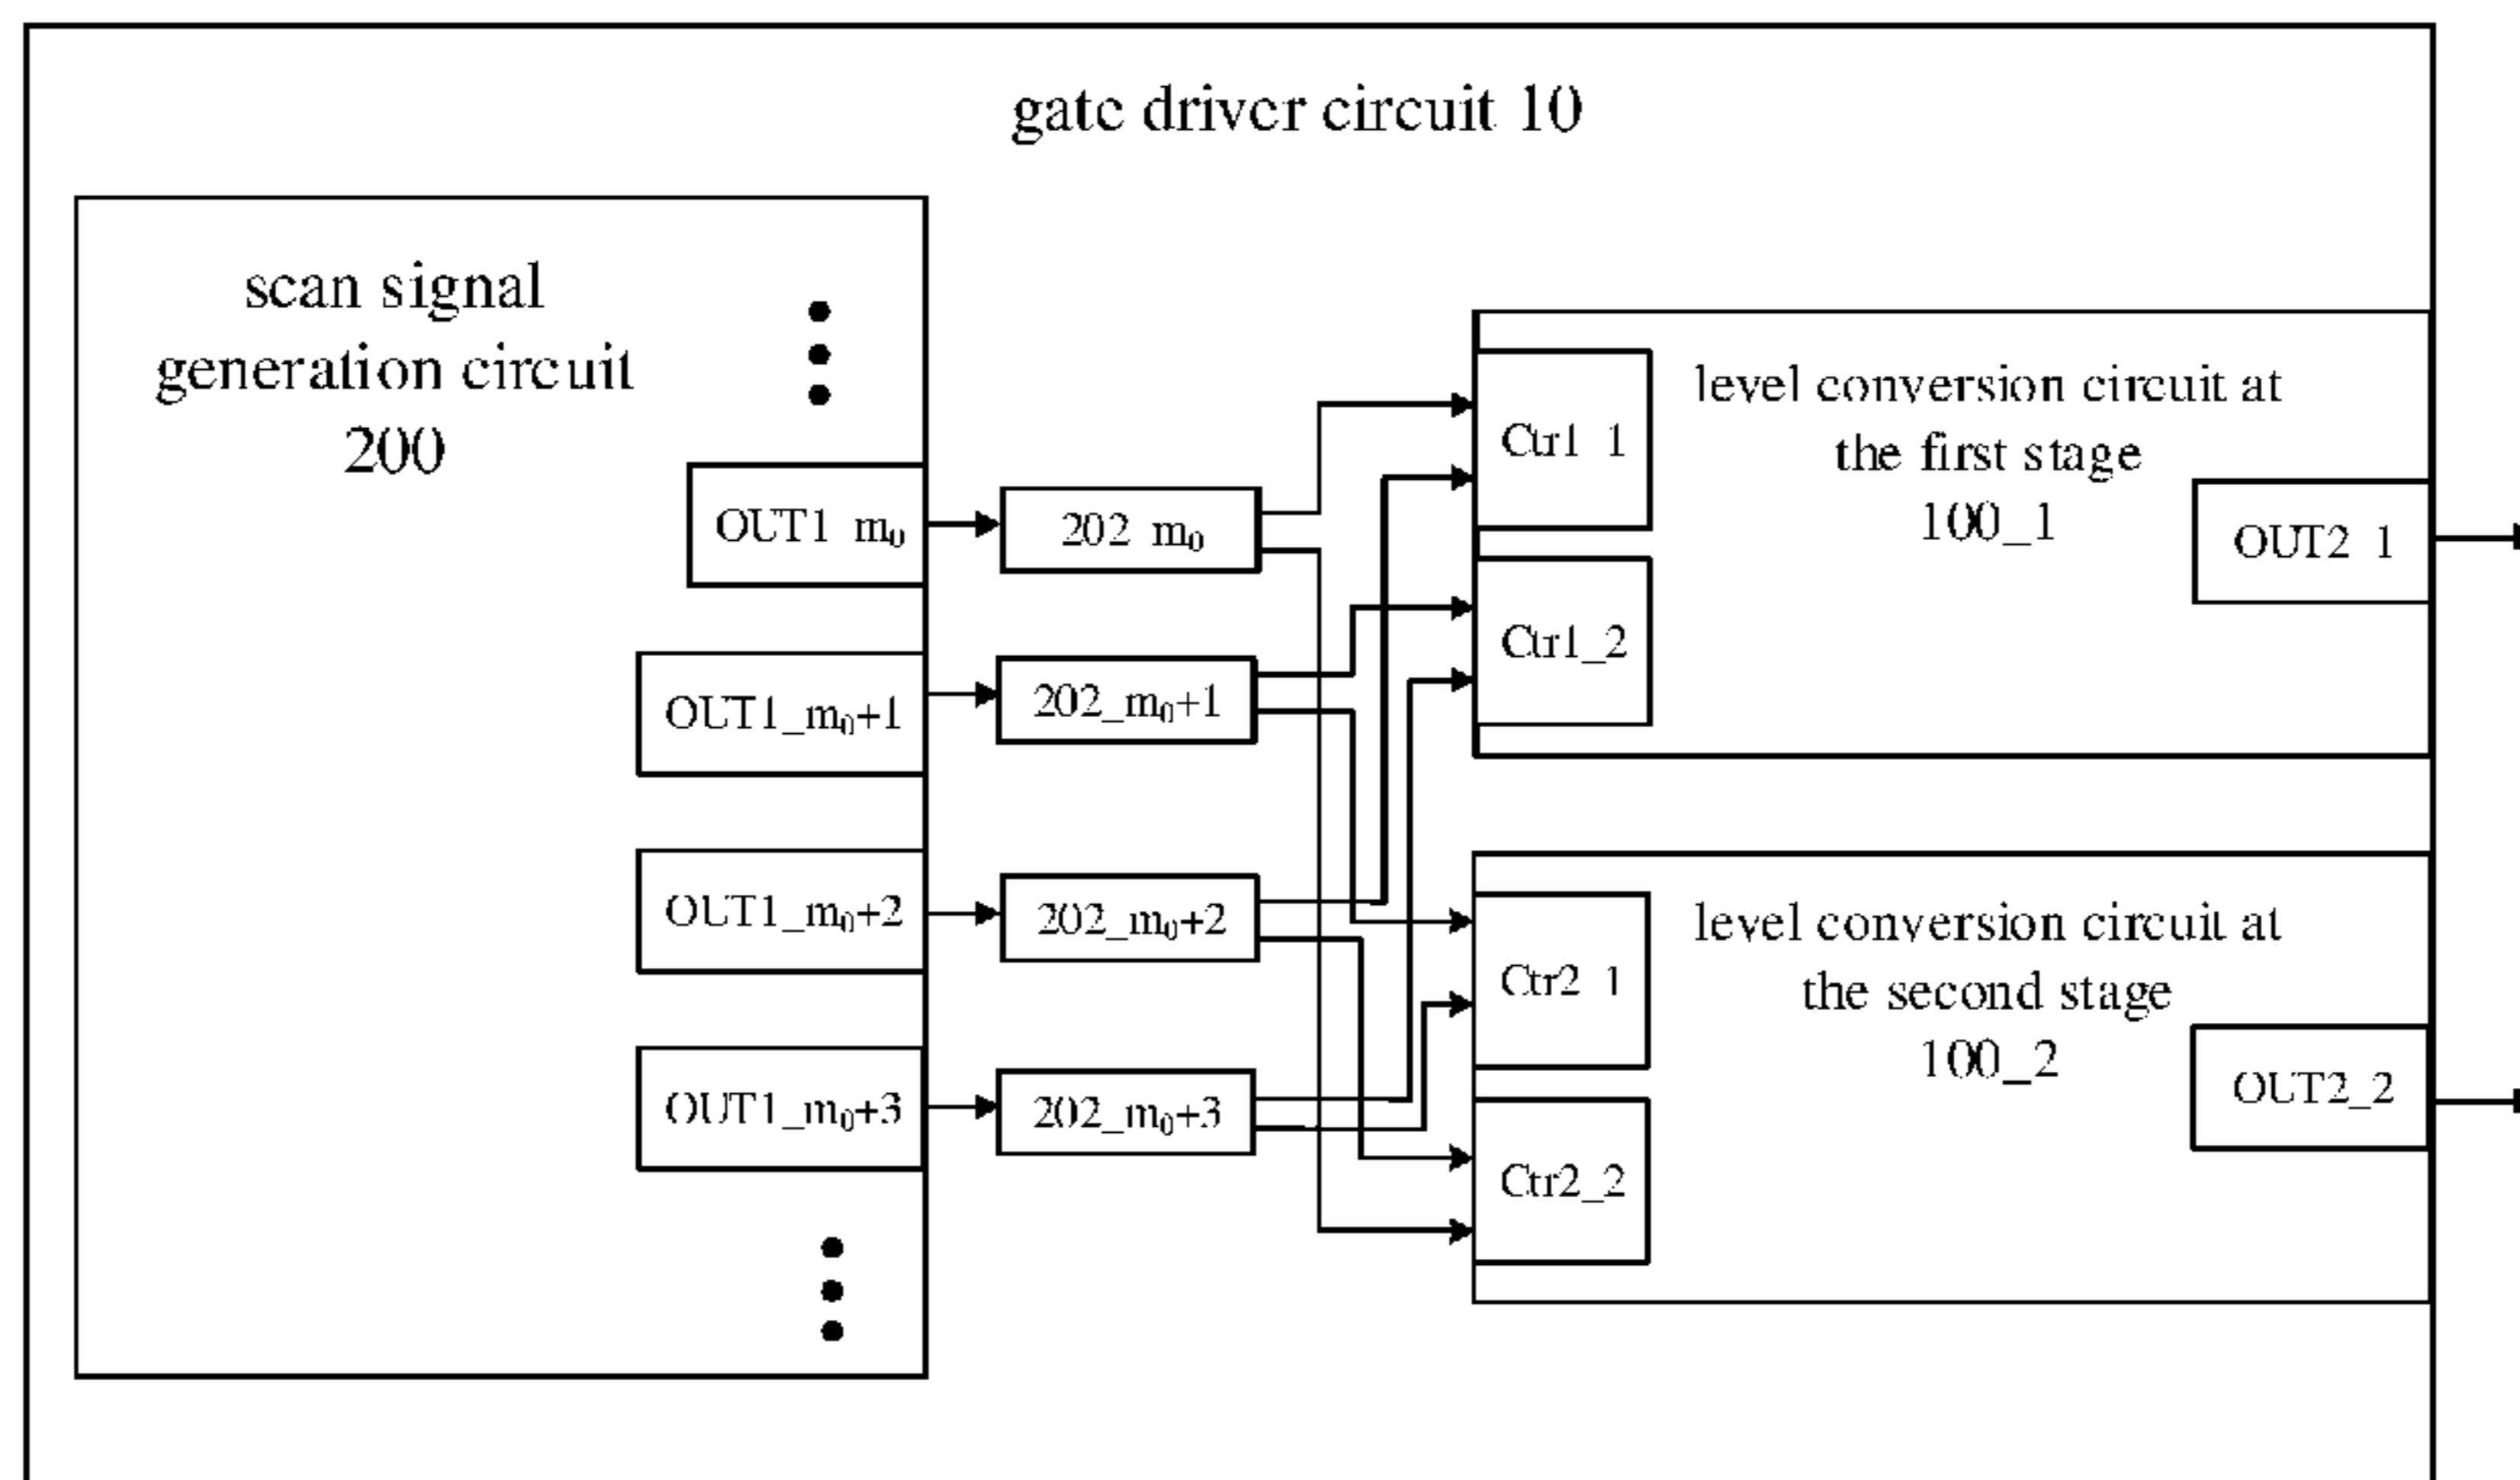 gate driver circuit 10
scan signal
generation circuit
200
OUT1_m₀
OUT1_m₀+1
OUT1_m₀+2
OUT1_m₀+3
202_m₀
202_m₀+1
202_m₀+2
202_m₀+3
Ctr1_1
Ctr1_2
level conversion circuit at
the first stage
100_1
OUT2_1
Ctr2_1
Ctr2_2
level conversion circuit at
the second stage
100_2
OUT2_2